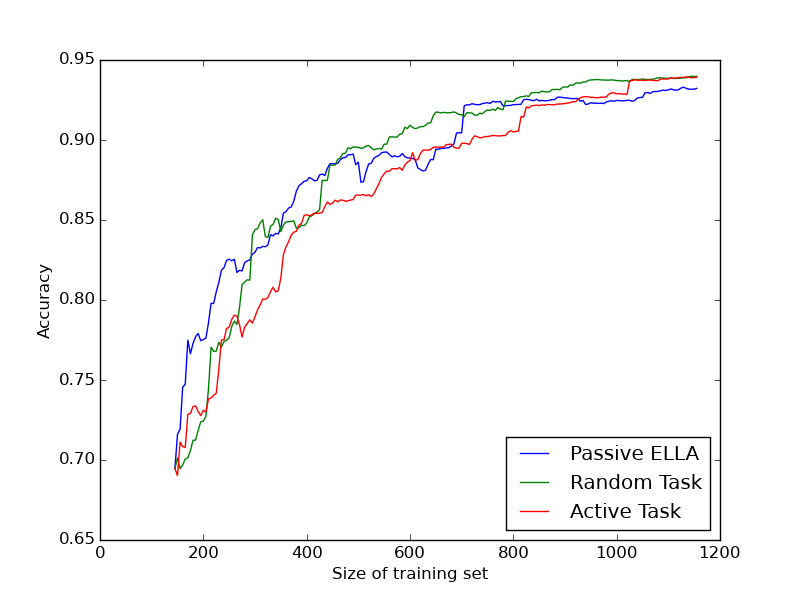 0.95
0.90
0.85
0.80
0.75
0.70
0.65
Accuracy
0
200
400
600
800
1000
1200
Size of training set
Passive ELLA
Random Task
Active Task